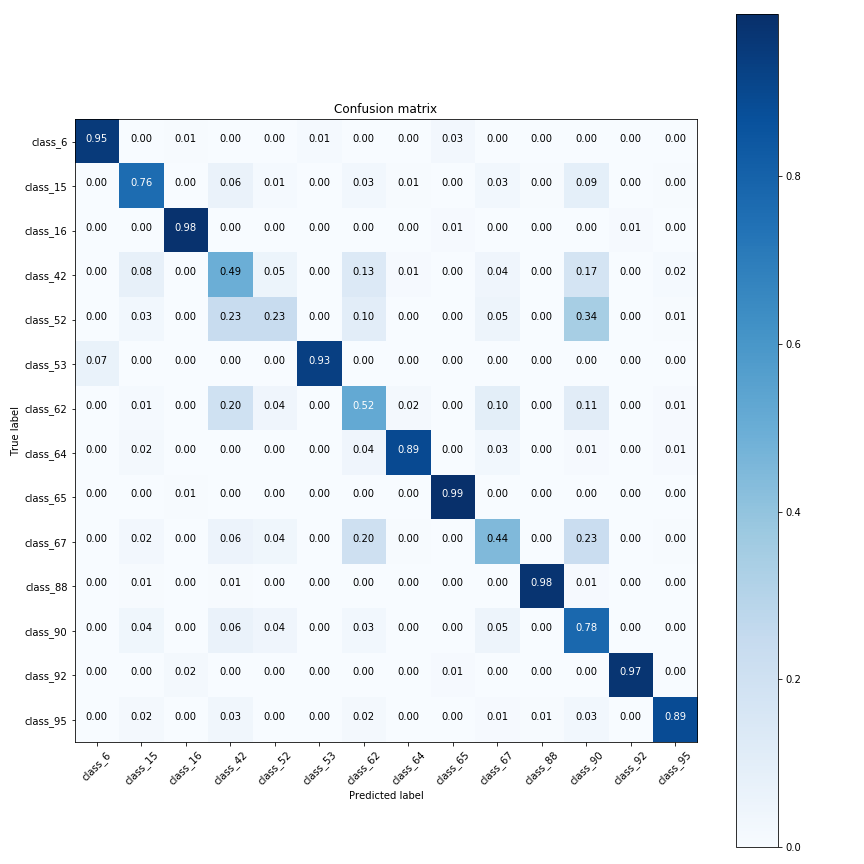 Confusion matrix
class_6 0.95 0.00 0.01 0.00 0.00 0.01 0.00 0.00 0.03 0.00 0.00 0.00 0.00 0.00
class_15 0.00 0.76 0.00 0.06 0.01 0.00 0.03 0.01 0.00 0.03 0.00 0.09 0.00 0.00
class_16 0.00 0.00 0.98 0.00 0.00 0.00 0.00 0.00 0.01 0.00 0.00 0.00 0.01 0.00
class_42 0.00 0.08 0.00 0.49 0.05 0.00 0.13 0.01 0.00 0.04 0.00 0.17 0.00 0.02
class_52 0.00 0.03 0.00 0.23 0.23 0.00 0.10 0.00 0.00 0.05 0.00 0.34 0.00 0.01
class_53 0.07 0.00 0.00 0.00 0.00 0.93 0.00 0.00 0.00 0.00 0.00 0.00 0.00 0.00
class_62 0.00 0.01 0.00 0.20 0.04 0.00 0.52 0.02 0.00 0.10 0.00 0.11 0.00 0.01
class_64 0.00 0.02 0.00 0.00 0.00 0.00 0.04 0.89 0.00 0.03 0.00 0.01 0.00 0.01
class_65 0.00 0.00 0.01 0.00 0.00 0.00 0.00 0.00 0.99 0.00 0.00 0.00 0.00 0.00
class_67 0.00 0.02 0.00 0.06 0.04 0.00 0.20 0.00 0.00 0.44 0.00 0.23 0.00 0.00
class_88 0.00 0.01 0.00 0.01 0.00 0.00 0.00 0.00 0.00 0.00 0.98 0.01 0.00 0.00
class_90 0.00 0.04 0.00 0.06 0.04 0.00 0.03 0.00 0.00 0.05 0.00 0.78 0.00 0.00
class_92 0.00 0.00 0.02 0.00 0.00 0.00 0.00 0.00 0.01 0.00 0.00 0.00 0.97 0.00
class_95 0.00 0.02 0.00 0.03 0.00 0.00 0.02 0.00 0.00 0.01 0.01 0.03 0.00 0.89
class_6 class_15 class_16 class_42 class_52 class_53 class_62 class_64 class_65 class_67 class_88 class_90 class_92 class_95
Predicted label
True label
0.8
0.6
0.4
0.2
0.0